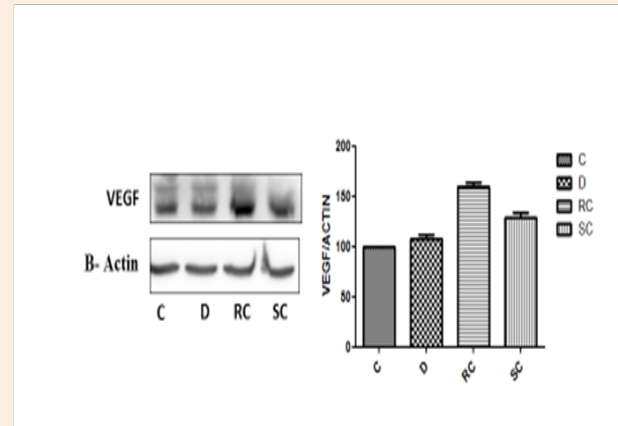 VEGF
B- Actin
C D RC SC
VEGF/ACTIN
200
150
100
50
0
C D RC SC
C
D
RC
SC